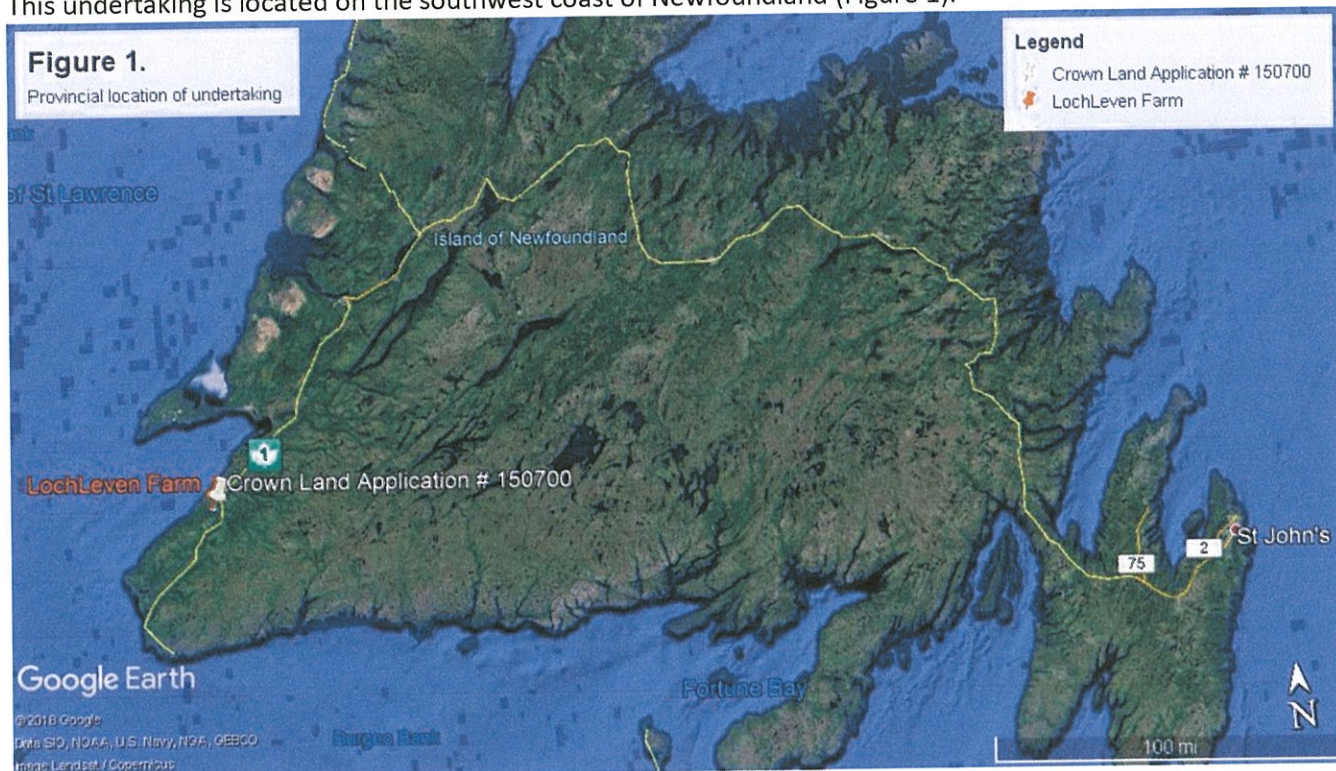 This undertaking is located on the southwest coast of Newfoundland (Figure 1).
Figure 1.
Provincial location of undertaking
Legend
Crown Land Application # 150700
LochLeven Farm
of St Lawrence
Island of Newfoundland
1
LochLeven Farm
Crown Land Application # 150700
St John's
2
75
Google Earth
Fortune Bay
N
©2018 Google
Data SIO, NOAA, U.S. Navy, NGA, GEBCO
Burgeo Bank
Image Landsat / Copernicus
100 mi